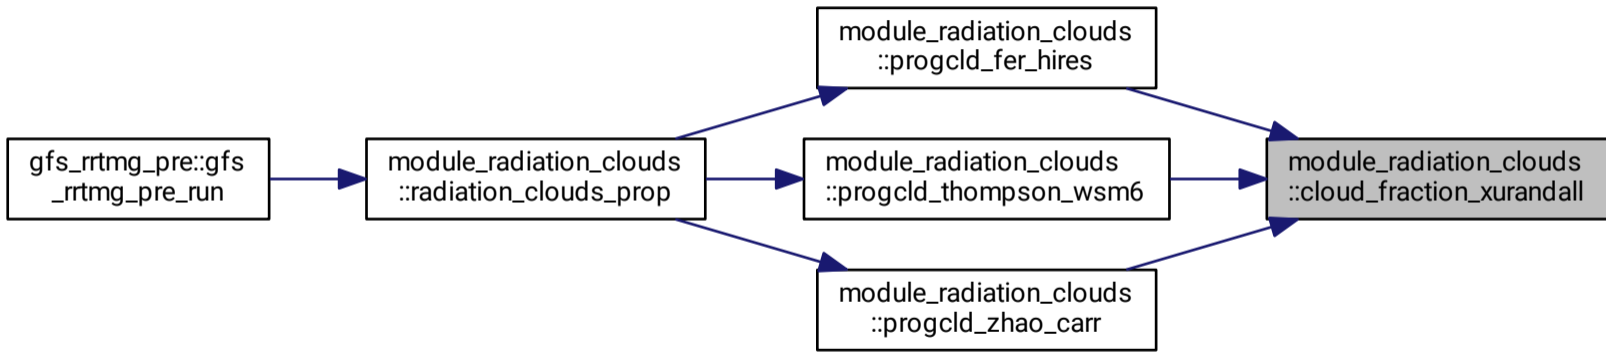 module_radiation_clouds
::progcld_fer_hires
gfs_rrtmg_pre::gfs
_rrtmg_pre_run
module_radiation_clouds
::radiation_clouds_prop
module_radiation_clouds
::progcld_thompson_wsm6
module_radiation_clouds
::cloud_fraction_xurandall
module_radiation_clouds
::progcld_zhao_carr